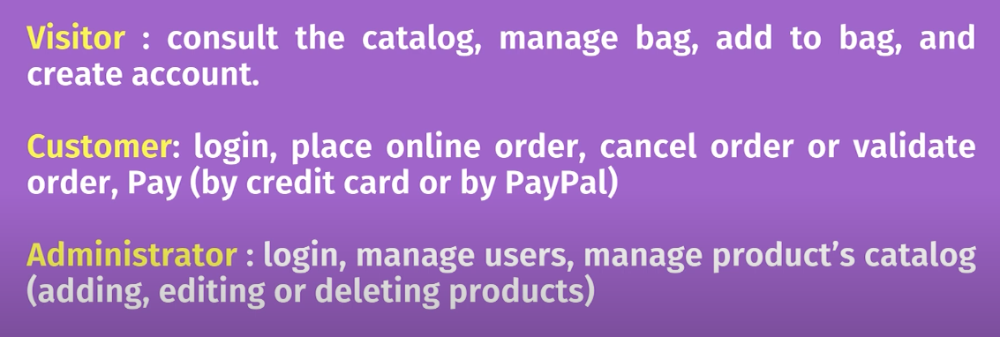 Visitor : consult the catalog, manage bag, add to bag, and
create account.
Customer: login, place online order, cancel order or validate
order, Pay (by credit card or by PayPal)
Administrator : login, manage users, manage product’s catalog
(adding, editing or deleting products)